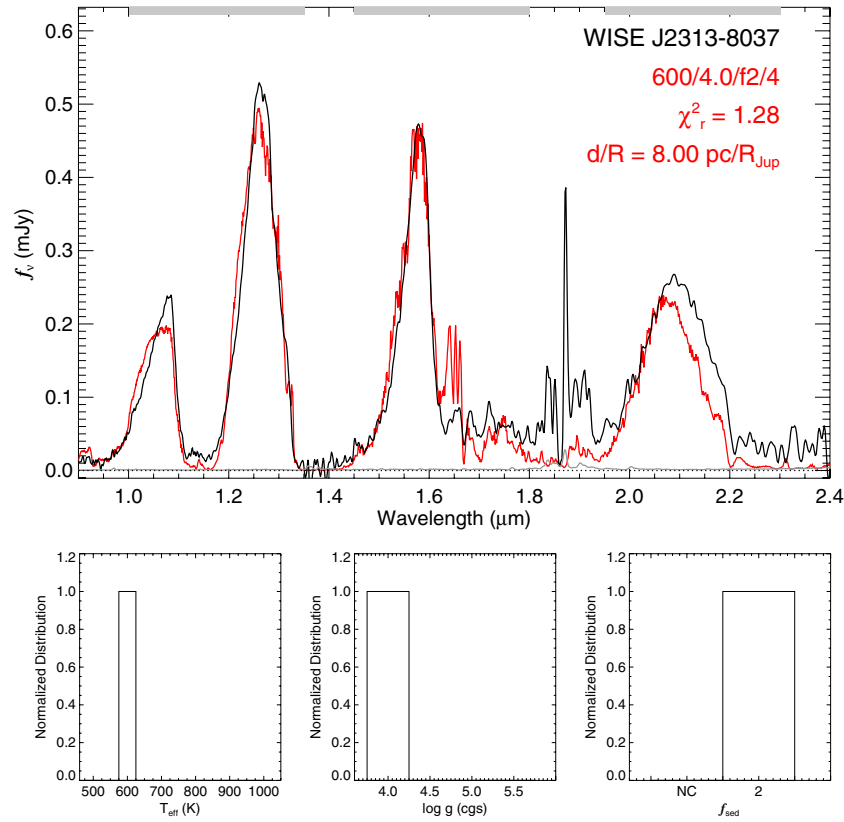 WISE J2313-8037
600/4.0/f2/4
χ²ᵣ = 1.28
d/R = 8.00 pc/R_Jup
0.6
0.5
0.4
0.3
0.2
0.1
0.0
f_ν (mJy)
1.0 1.2 1.4 1.6 1.8 2.0 2.2 2.4
Wavelength (μm)
1.2
1.0
0.8
0.6
0.4
0.2
0.0
Normalized Distribution
500 600 700 800 900 1000
T_eff (K)
1.2
1.0
0.8
0.6
0.4
0.2
0.0
Normalized Distribution
4.0 4.5 5.0 5.5
log g (cgs)
1.2
1.0
0.8
0.6
0.4
0.2
0.0
Normalized Distribution
NC 2
f_sed